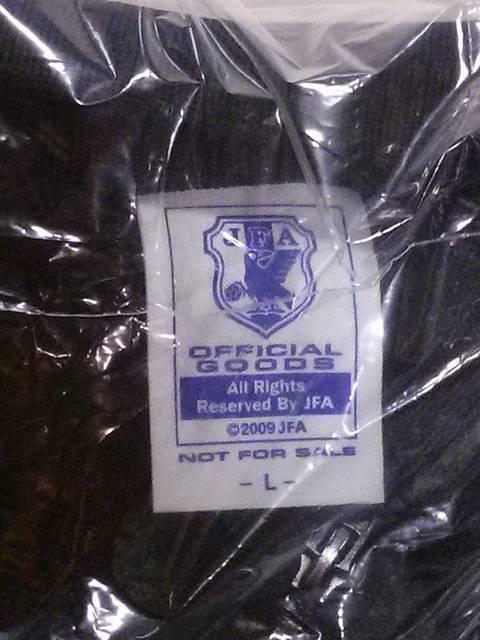 JFA
OFFICIAL
GOODS
All Rights
Reserved By JFA
©2009 JFA
NOT FOR SALE
- L -